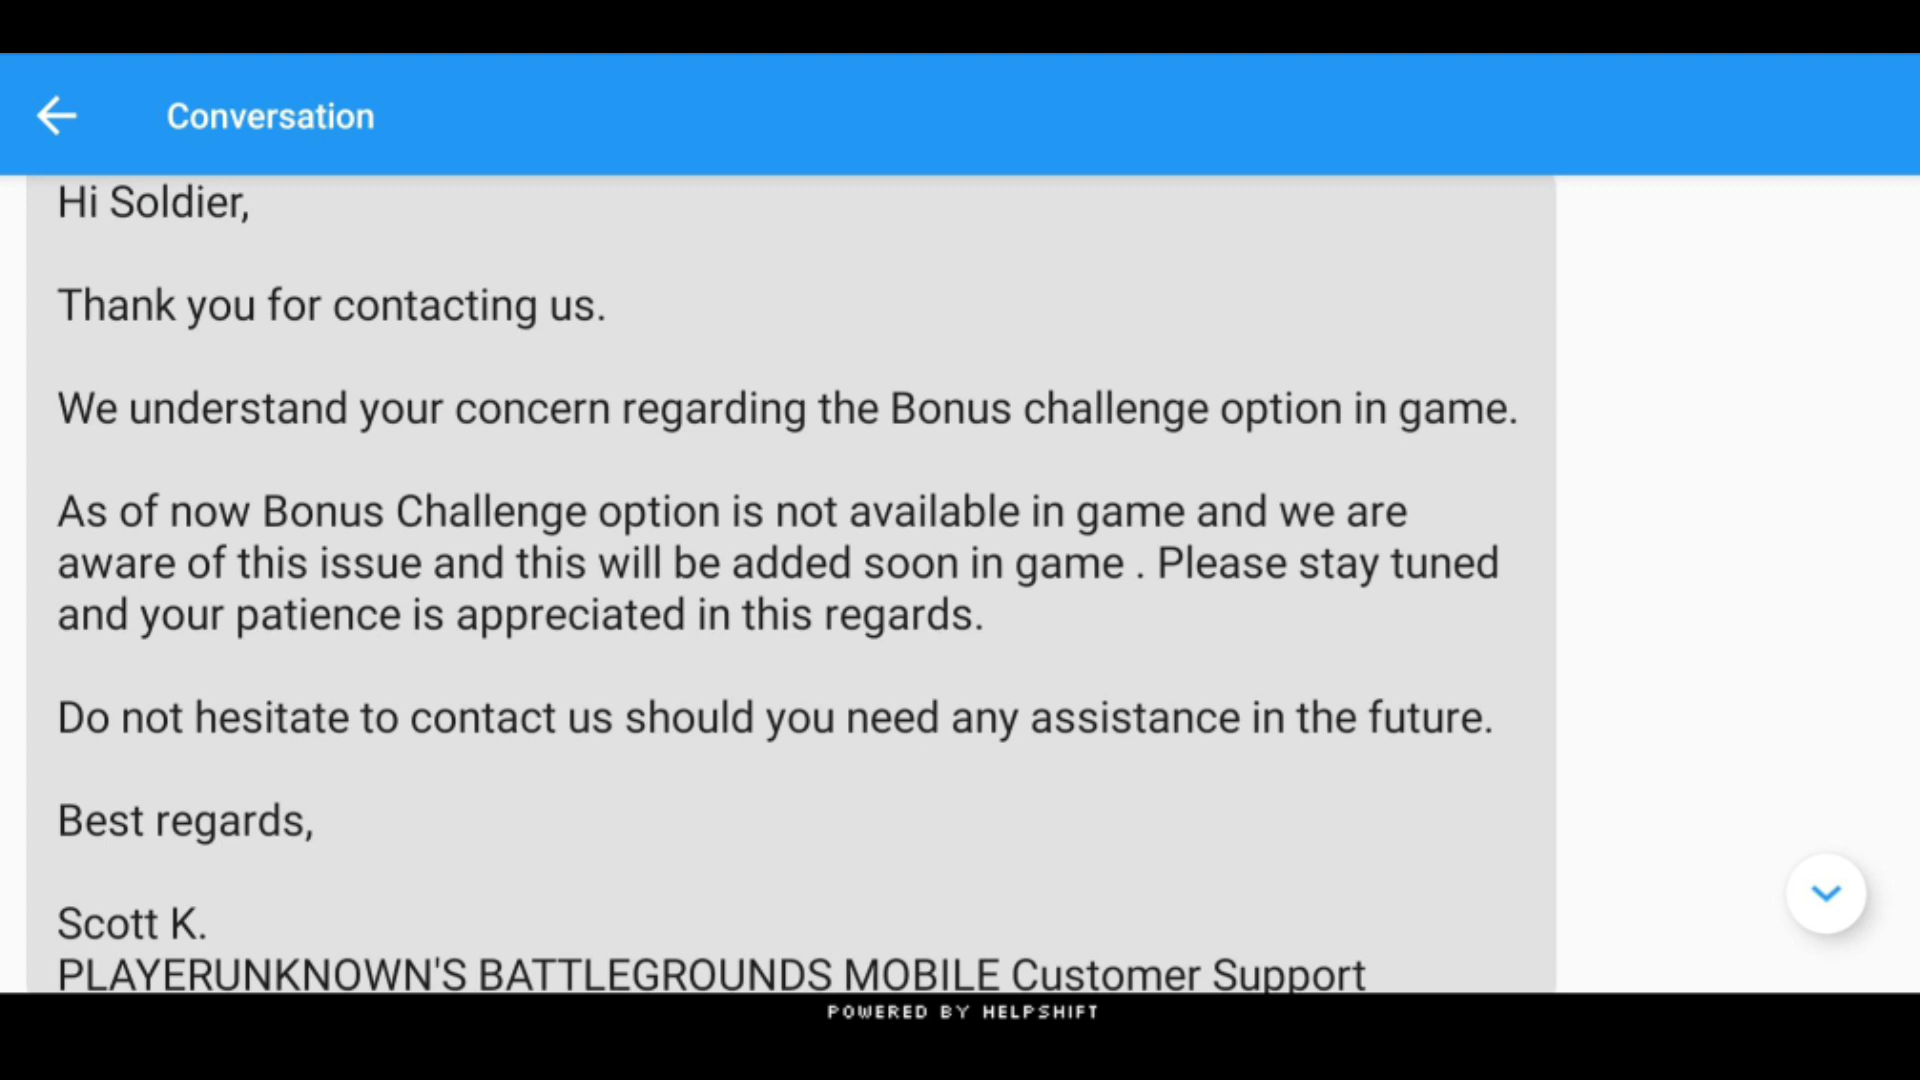 Conversation
Hi Soldier,
Thank you for contacting us.
We understand your concern regarding the Bonus challenge option in game.
As of now Bonus Challenge option is not available in game and we are
aware of this issue and this will be added soon in game . Please stay tuned
and your patience is appreciated in this regards.
Do not hesitate to contact us should you need any assistance in the future.
Best regards,
Scott K.
PLAYERUNKNOWN'S BATTLEGROUNDS MOBILE Customer Support
POWERED BY HELPSHIFT